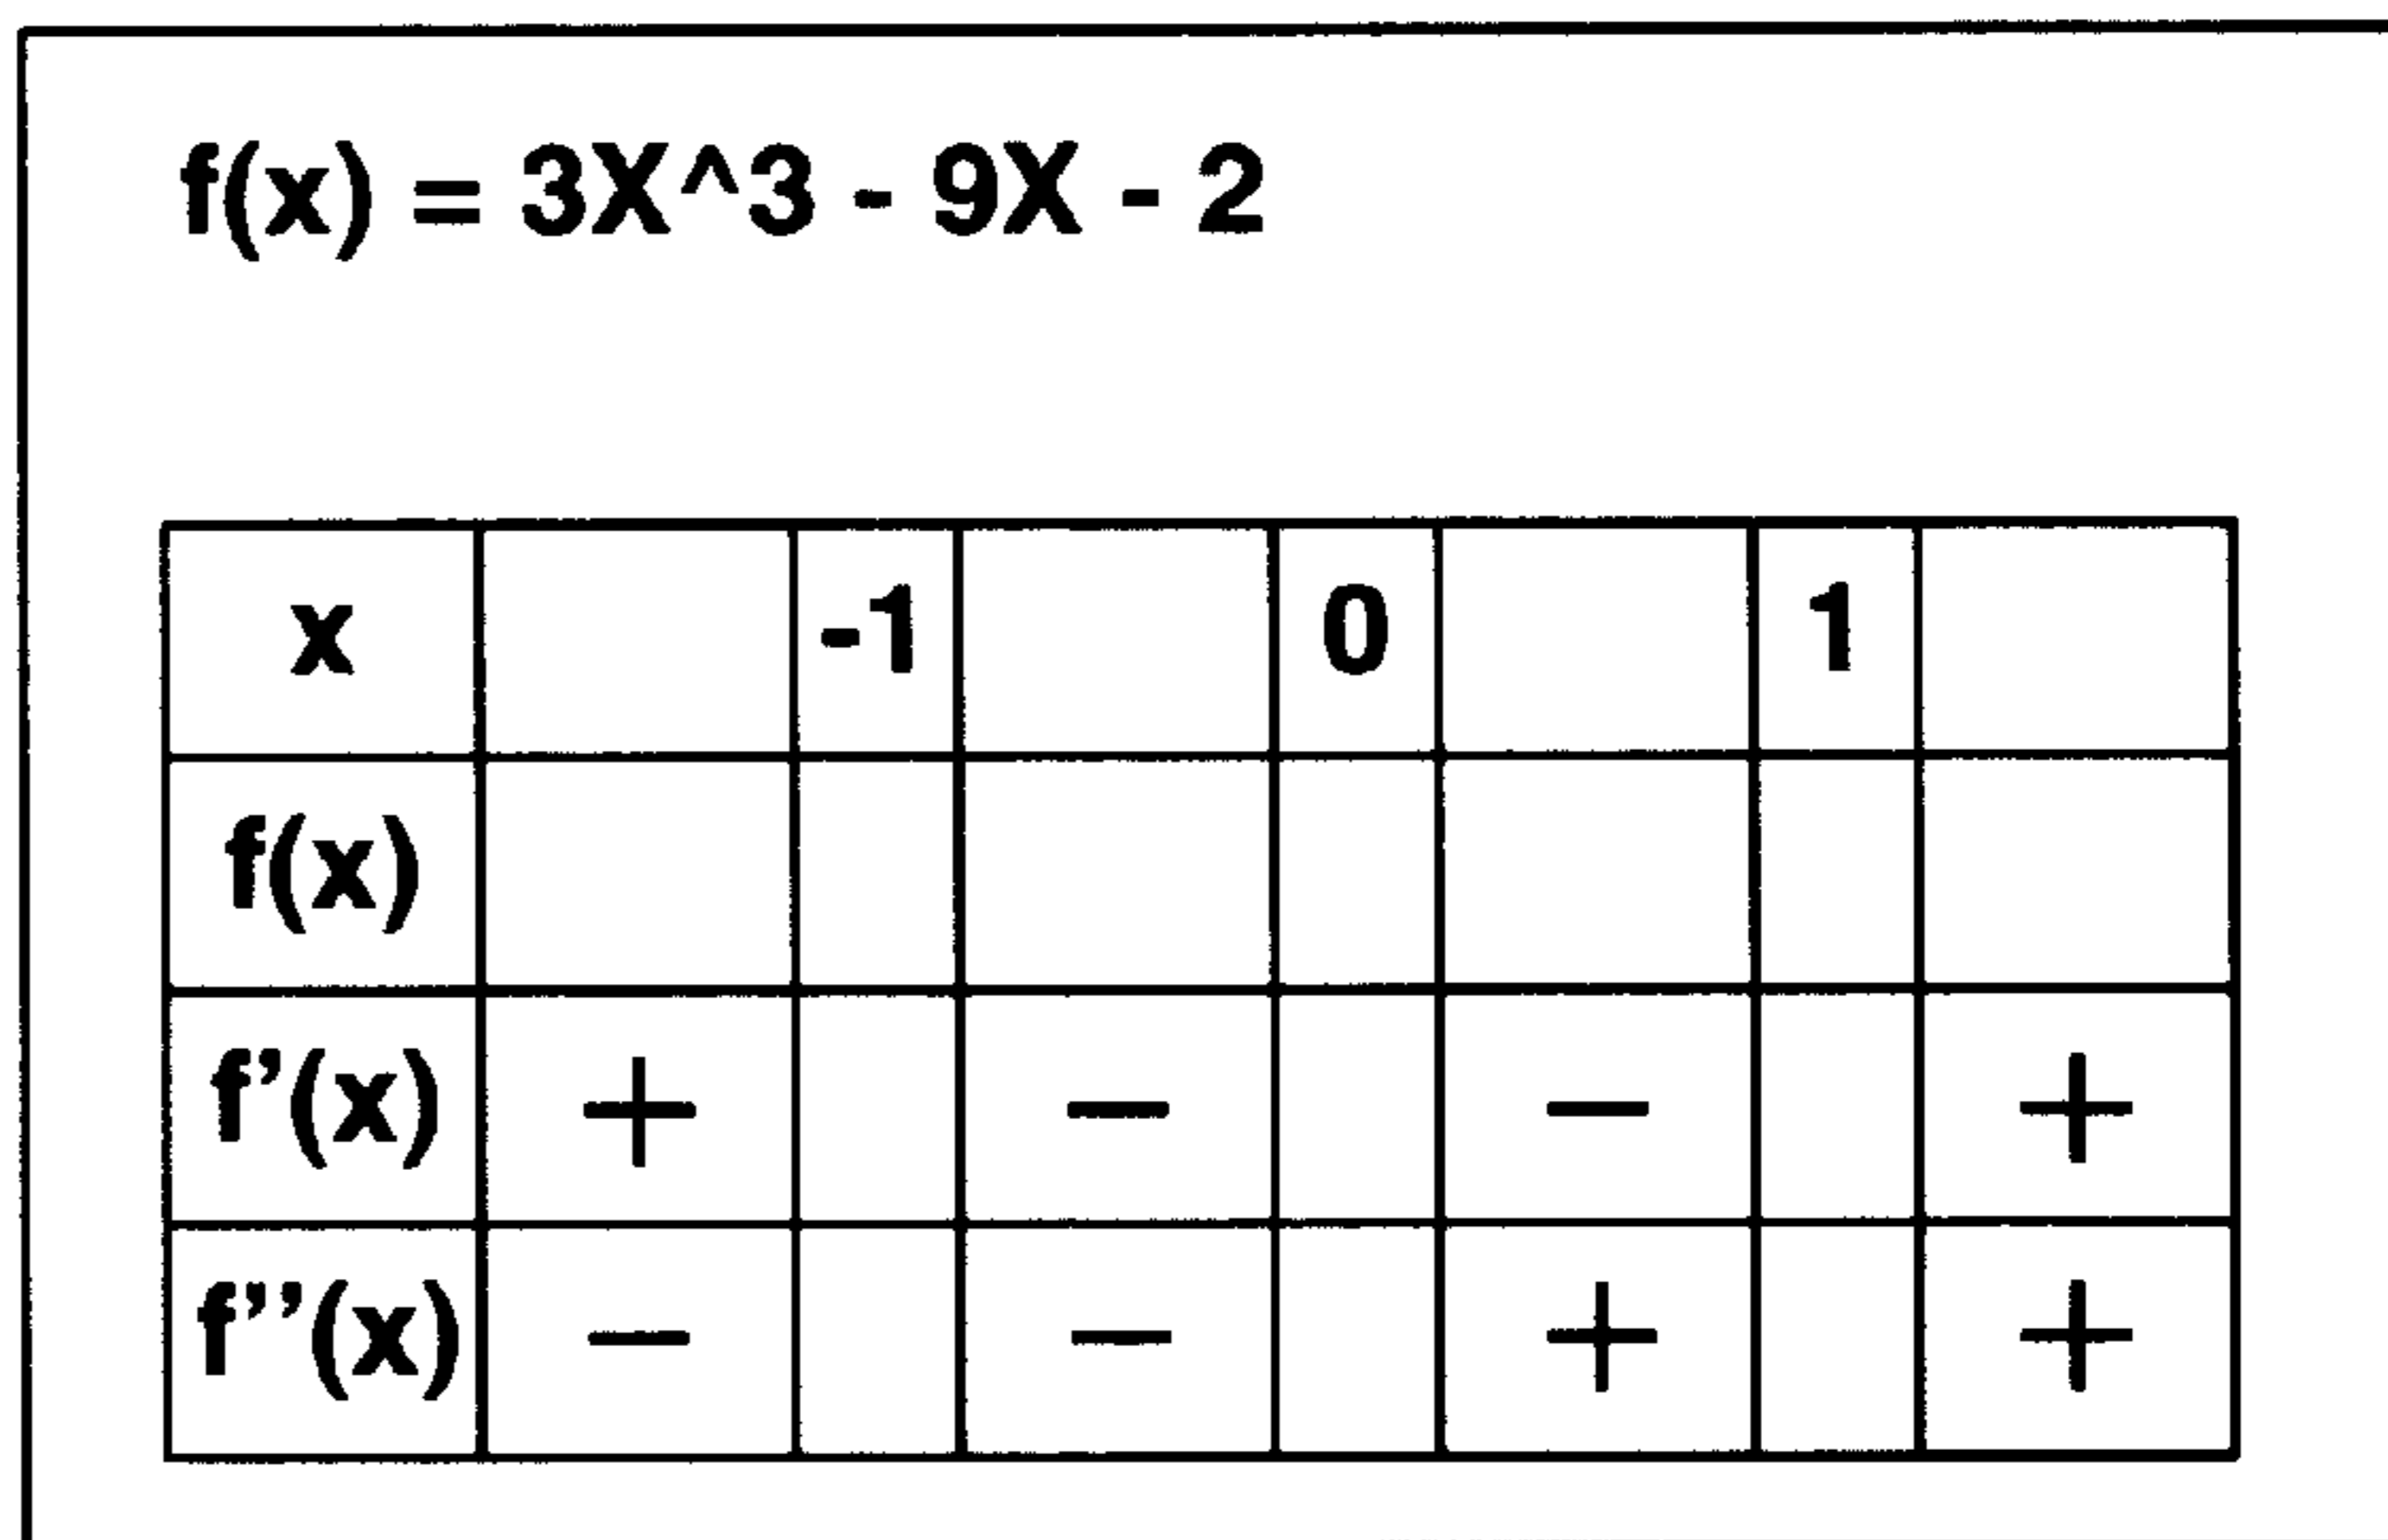 f(x) = 3X^3 - 9X - 2
x -1 0 1
f(x)
f’(x) + − − +
f’’(x) − − + +